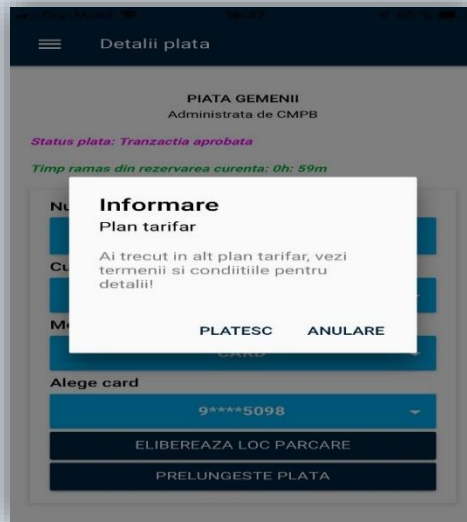 Detalii plata
PIATA GEMENII
Administrata de CMPB
Status plata: Tranzactia aprobata
Timp ramas din rezervarea curenta: 0h: 59m
Informare
Plan tarifar
Ai trecut in alt plan tarifar, vezi
termenii si condiitiile pentru
detalii!
PLATESC ANULARE
CARD
Alege card
9****5098
ELIBEREAZA LOC PARCARE
PRELUNGESTE PLATA